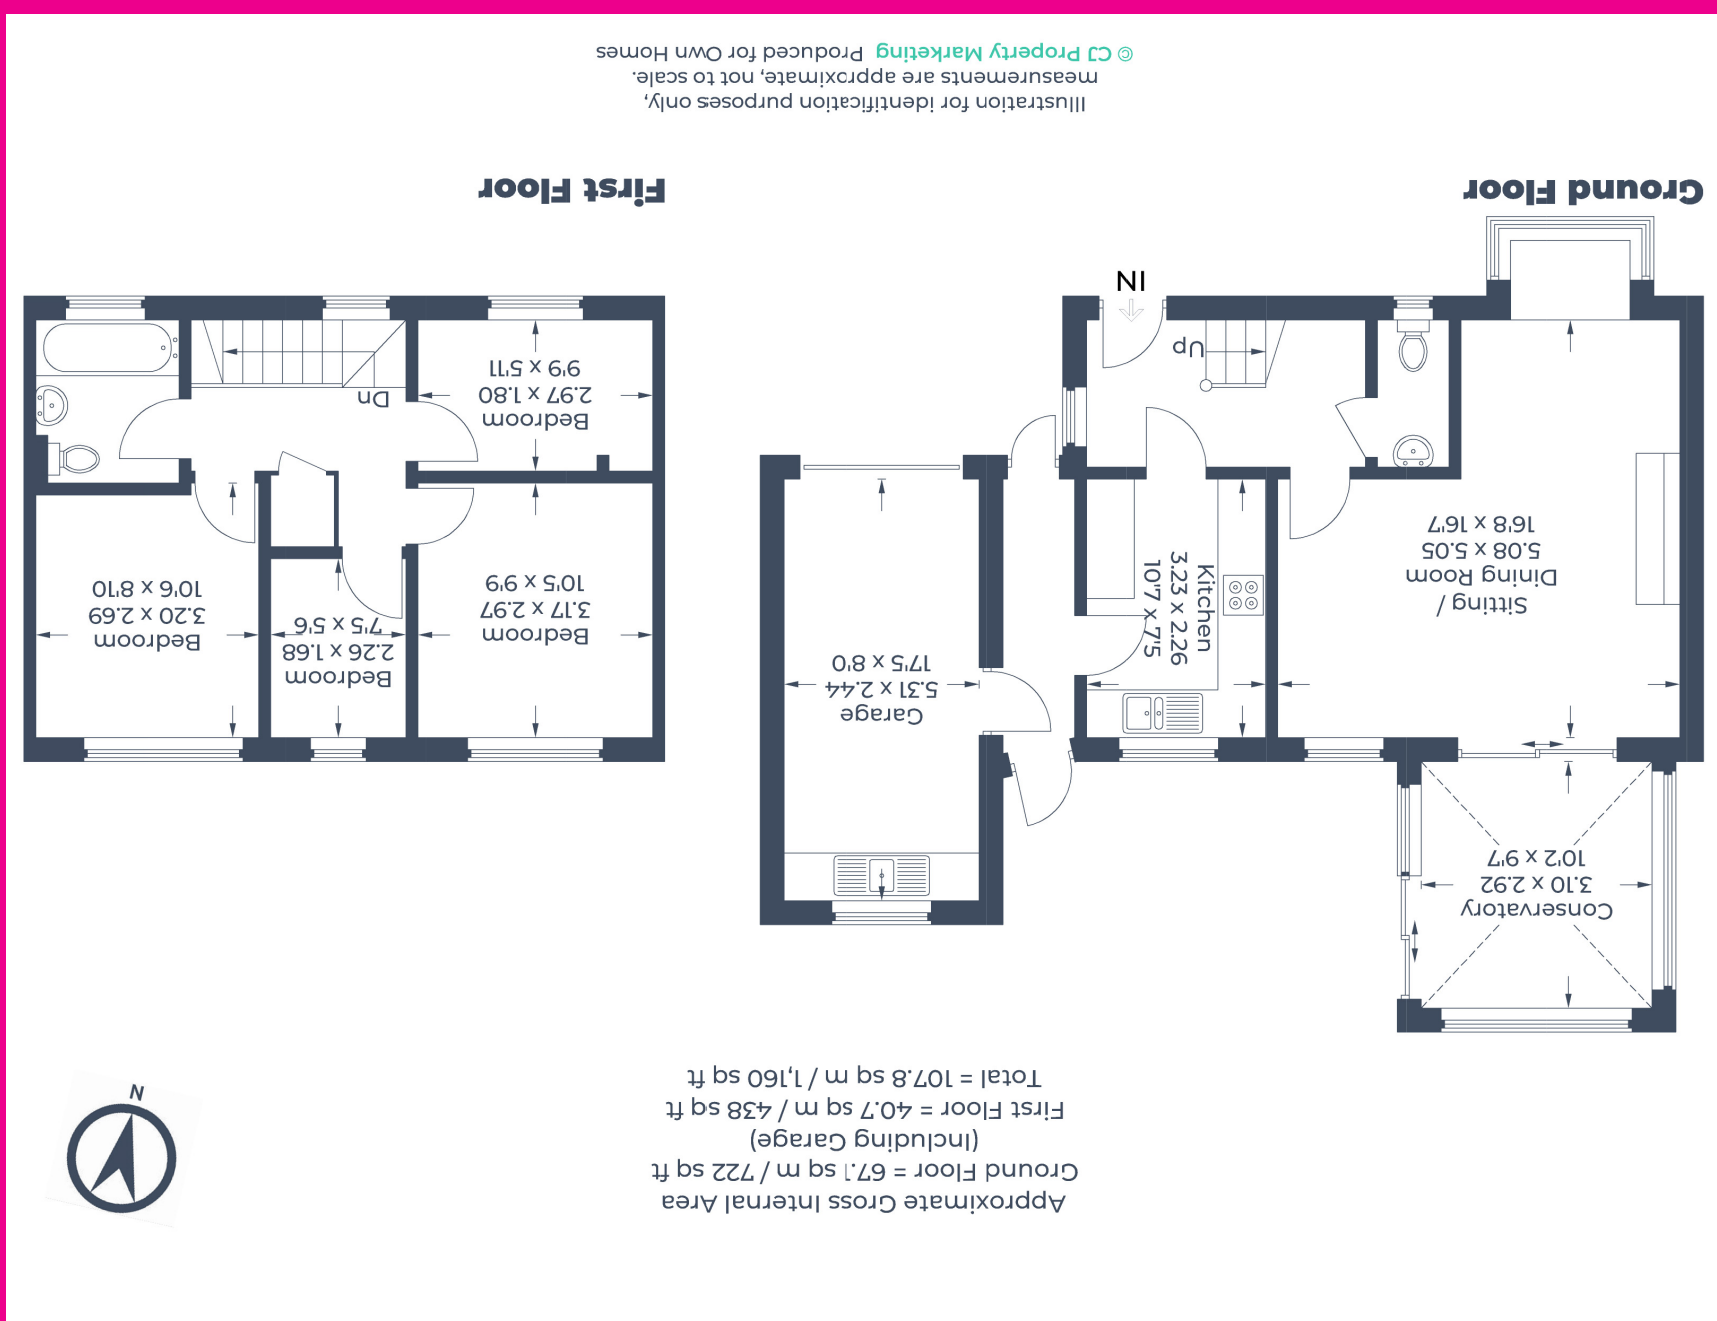 Approximate Gross Internal Area
Ground Floor = 67.1 sq m / 722 sq ft
(Including Garage)
First Floor = 40.7 sq m / 438 sq ft
Total = 107.8 sq m / 1,160 sq ft
N
Conservatory
3.10 x 2.92
10'2 x 9'7
Sitting /
Dining Room
5.08 x 5.05
16'8 x 16'7
Kitchen
3.23 x 2.26
10'7 x 7'5
Garage
5.31 x 2.44
17'5 x 8'0
Up
IN
Ground Floor
Bedroom
3.17 x 2.97
10'5 x 9'9
Bedroom
2.26 x 1.68
7'5 x 5'6
Bedroom
3.20 x 2.69
10'6 x 8'10
Bedroom
2.97 x 1.80
9'9 x 5'11
Dn
First Floor
Illustration for identification purposes only,
measurements are approximate, not to scale.
© CJ Property Marketing Produced for Own Homes